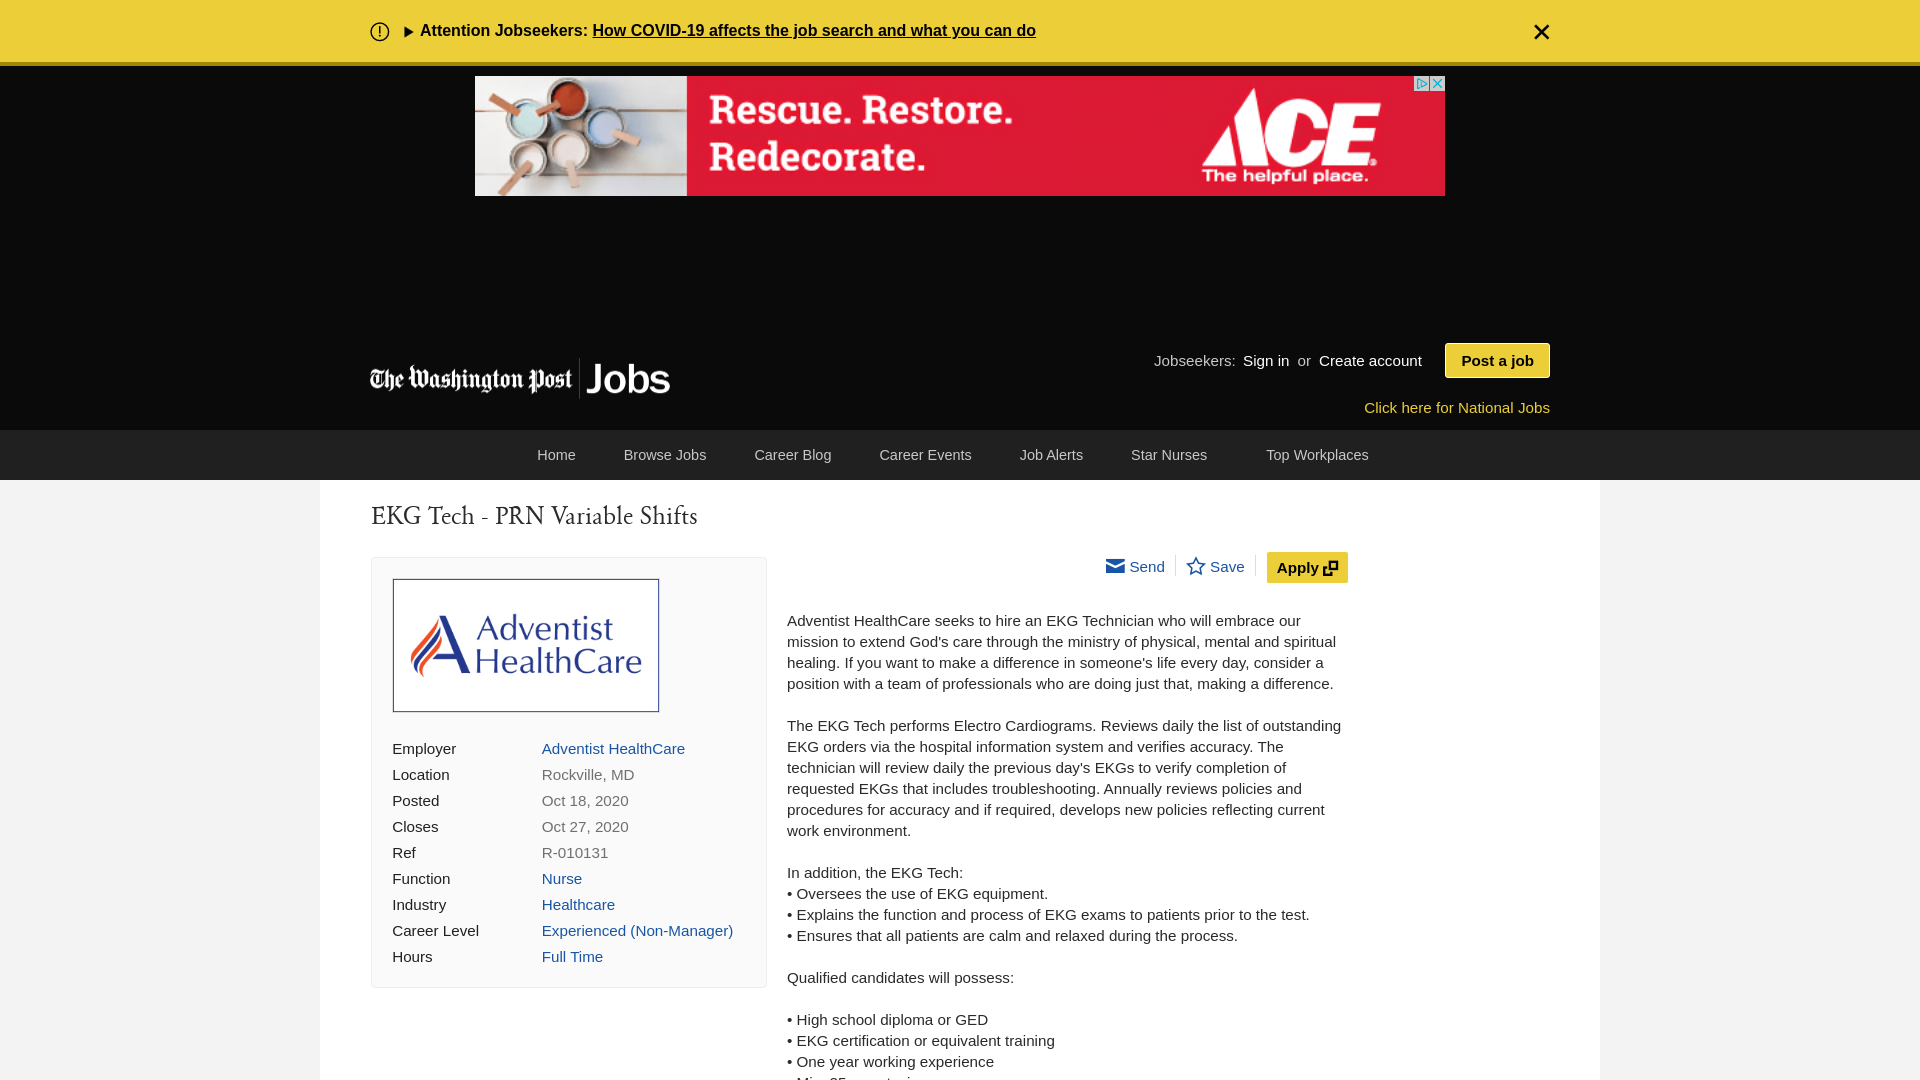 Attention Jobseekers: How COVID-19 affects the job search and what you can do
Rescue. Restore.
Redecorate.
ACE
The helpful place.
Jobseekers: Sign in or Create account
Post a job
The Washington Post Jobs
Click here for National Jobs
Home Browse Jobs Career Blog Career Events Job Alerts Star Nurses Top Workplaces
EKG Tech - PRN Variable Shifts
Send Save Apply
Adventist
HealthCare
Employer Adventist HealthCare
Location Rockville, MD
Posted Oct 18, 2020
Closes Oct 27, 2020
Ref R-010131
Function Nurse
Industry Healthcare
Career Level Experienced (Non-Manager)
Hours Full Time
Adventist HealthCare seeks to hire an EKG Technician who will embrace our
mission to extend God's care through the ministry of physical, mental and spiritual
healing. If you want to make a difference in someone's life every day, consider a
position with a team of professionals who are doing just that, making a difference.
The EKG Tech performs Electro Cardiograms. Reviews daily the list of outstanding
EKG orders via the hospital information system and verifies accuracy. The
technician will review daily the previous day's EKGs to verify completion of
requested EKGs that includes troubleshooting. Annually reviews policies and
procedures for accuracy and if required, develops new policies reflecting current
work environment.
In addition, the EKG Tech:
• Oversees the use of EKG equipment.
• Explains the function and process of EKG exams to patients prior to the test.
• Ensures that all patients are calm and relaxed during the process.
Qualified candidates will possess:
• High school diploma or GED
• EKG certification or equivalent training
• One year working experience